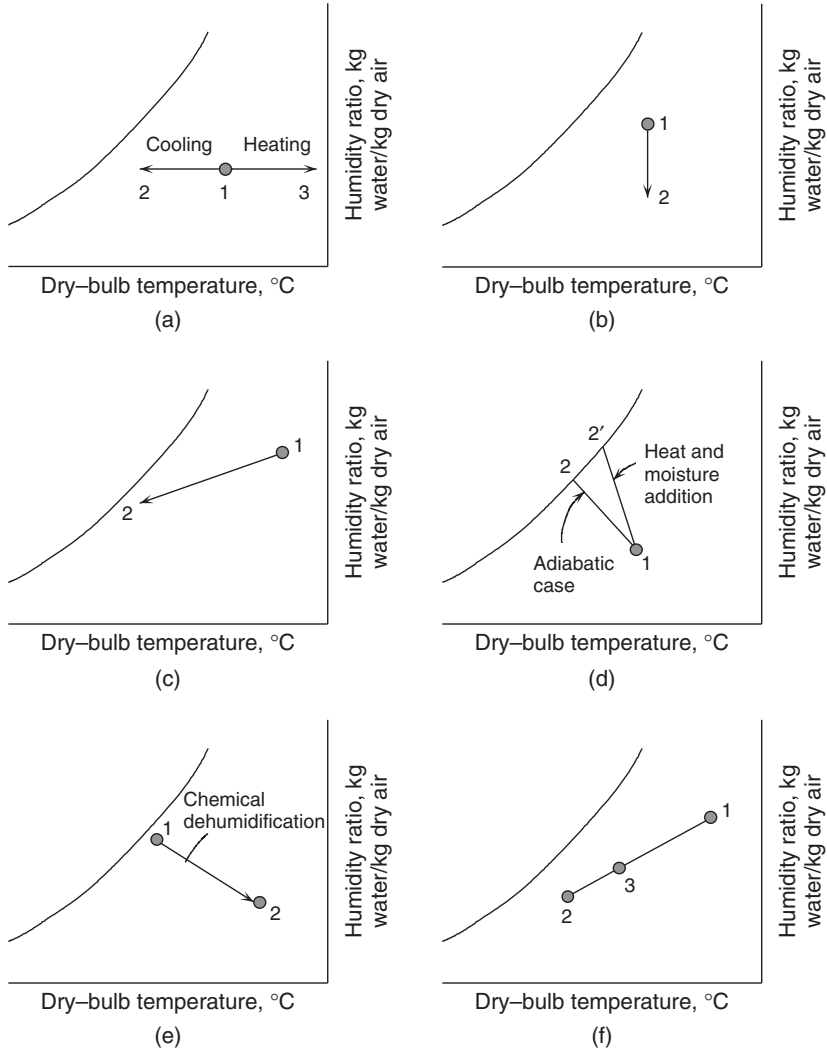 Cooling
Heating
2
1
3
Humidity ratio, kg
water/kg dry air
Dry–bulb temperature, °C
(a)
1
2
Humidity ratio, kg
water/kg dry air
Dry–bulb temperature, °C
(b)
1
2
Humidity ratio, kg
water/kg dry air
Dry–bulb temperature, °C
(c)
2′
2
Heat and
moisture
addition
Adiabatic
case
1
Humidity ratio, kg
water/kg dry air
Dry–bulb temperature, °C
(d)
Chemical
dehumidification
1
2
Humidity ratio, kg
water/kg dry air
Dry–bulb temperature, °C
(e)
1
3
2
Humidity ratio, kg
water/kg dry air
Dry–bulb temperature, °C
(f)